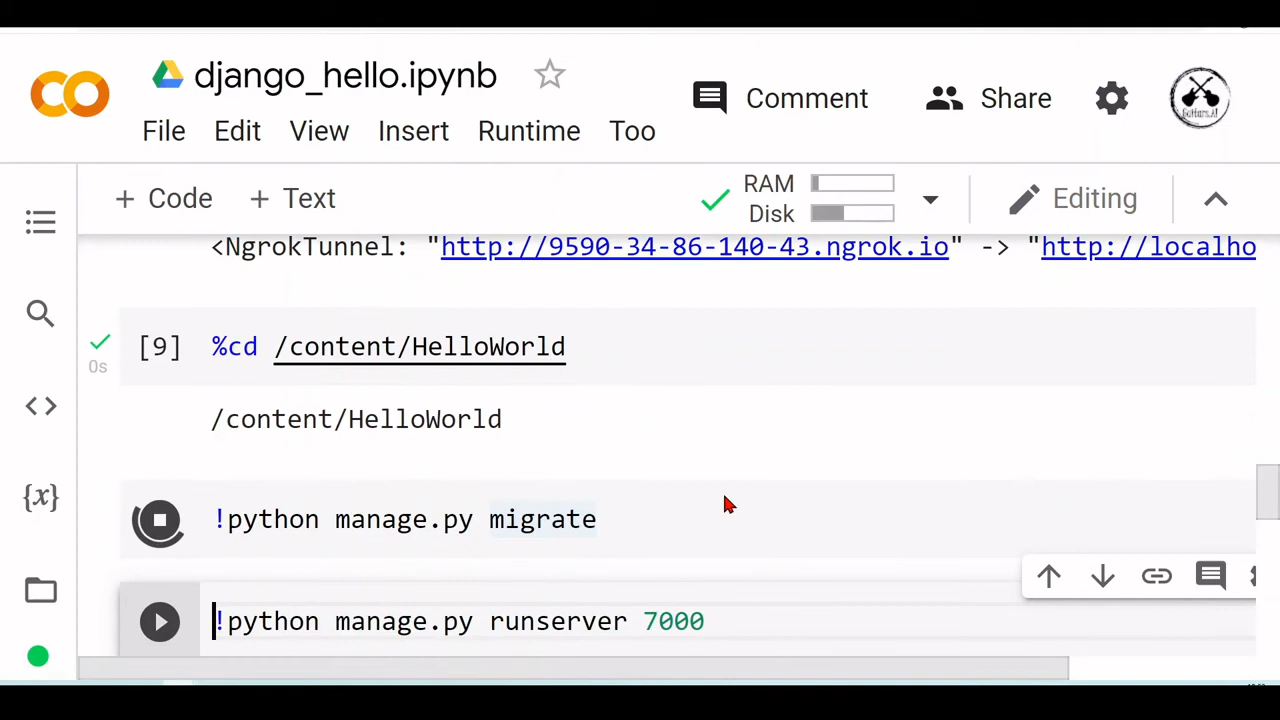 django_hello.ipynb
Comment
Share
File Edit View Insert Runtime Too
+ Code + Text
RAM
Disk
Editing
<NgrokTunnel: "http://9590-34-86-140-43.ngrok.io" -> "http://localho
[9] %cd /content/HelloWorld
0s
/content/HelloWorld
!python manage.py migrate
!python manage.py runserver 7000
{x}